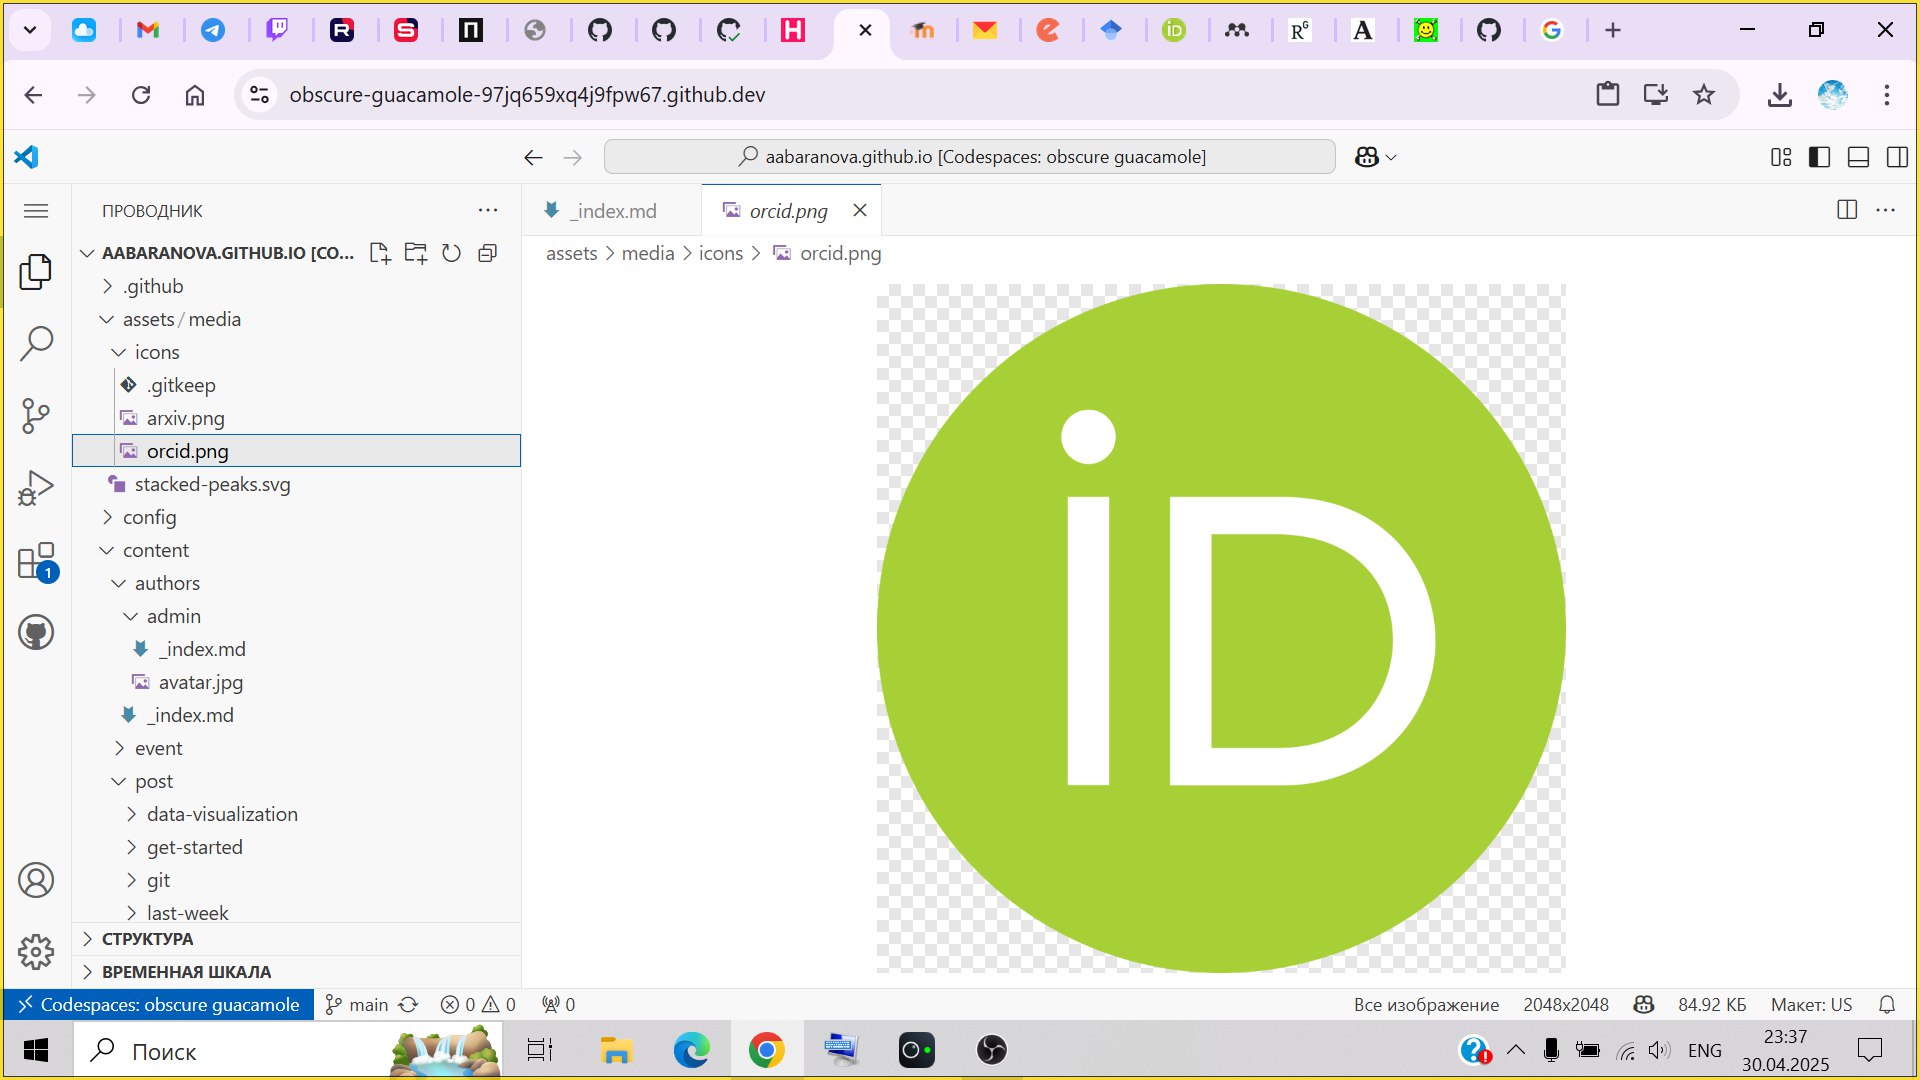 obscure-guacamole-97jq659xq4j9fpw67.github.dev
aabaranova.github.io [Codespaces: obscure guacamole]
ПРОВОДНИК
AABARANOVA.GITHUB.IO [CO...
.github
assets / media
icons
.gitkeep
arxiv.png
orcid.png
stacked-peaks.svg
config
content
authors
admin
_index.md
avatar.jpg
_index.md
event
post
data-visualization
get-started
git
last-week
СТРУКТУРА
ВРЕМЕННАЯ ШКАЛА
1
_index.md
orcid.png
assets > media > icons > orcid.png
iD
Codespaces: obscure guacamole
main
0 0
0
Все изображение
2048x2048
84.92 КБ
Макет: US
Поиск
ENG
23:37
30.04.2025